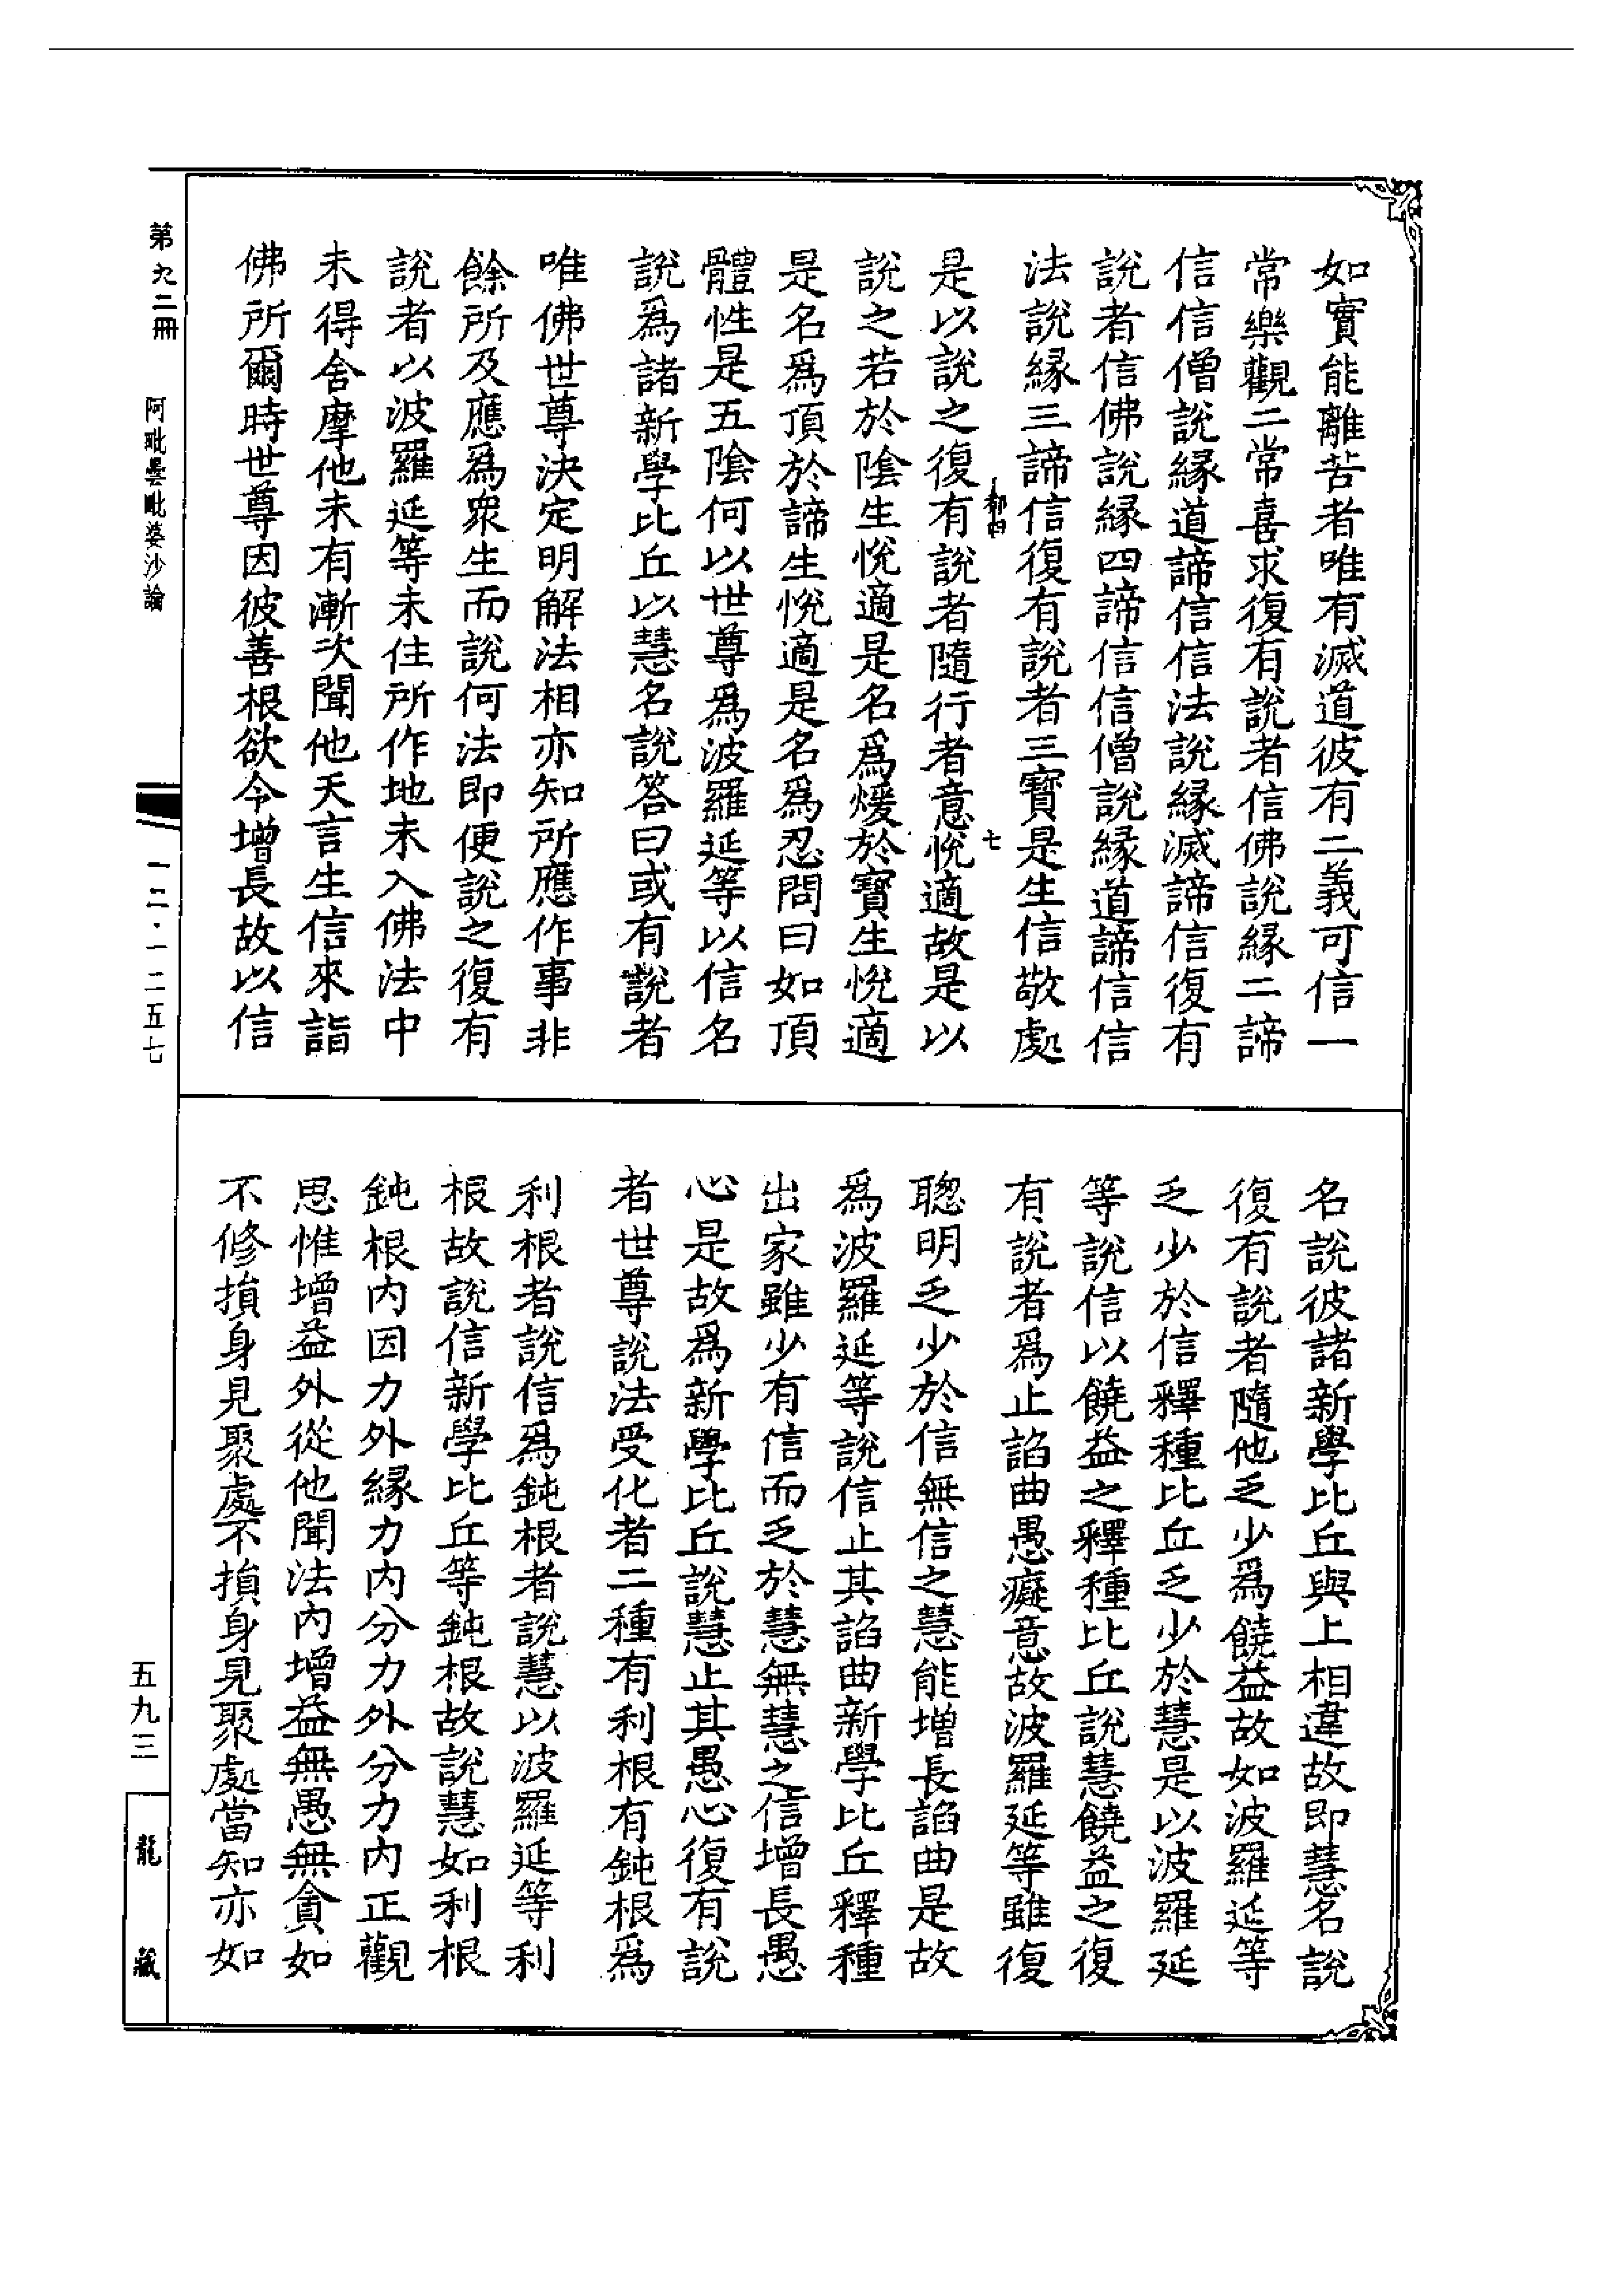 如實能離苦者唯有滅道彼有二義可信一
常樂觀二常喜求復有說者信佛說緣二諦
信信僧說緣道諦信信法說緣滅諦信復有
說者信佛說緣四諦信信僧說緣道諦信信
法說緣三諦信復有說者三寶是生信敬處
是以說之復有說者隨行者意悅適故是以
說之若於陰生悅適是名爲煖於寶生悅適
是名爲頂於諦生悅適是名爲忍問曰如頂
體性是五陰何以世尊爲波羅延等以信名
說爲諸新學比丘以慧名說答曰或有說者
唯佛世尊決定明解法相亦知所應作事非
餘所及應爲衆生而說何法即便說之復有
說者以波羅延等未住所作地未入佛法中
未得舍摩他未有漸次聞他天言生信來詣
佛所爾時世尊因彼善根欲令增長故以信
七
名說彼諸新學比丘與上相違故即慧名說
復有說者隨他乏少爲饒益故如波羅延等
乏少於信釋種比丘乏少於慧是以波羅延
等說信以饒益之釋種比丘說慧饒益之復
有說者爲止諂曲愚癡意故波羅延等雖復
聰明乏少於信無信之慧能增長諂曲是故
爲波羅延等說信止其諂曲新學比丘釋種
出家雖少有信而乏於慧無慧之信增長愚
心是故爲新學比丘說慧止其愚心復有說
者世尊說法受化者二種有利根有鈍根爲
利根者說信爲鈍根者說慧以波羅延等利
根故說信新學比丘等鈍根故說慧如利根
鈍根內因力外緣力內分力外分力內正觀
思惟增益外從他聞法內增益無愚無貪如
不修損身見聚處不損身見聚處當知亦如
第九二冊
阿毗曇毗婆沙論
一二·一二五七
五九三
龍藏